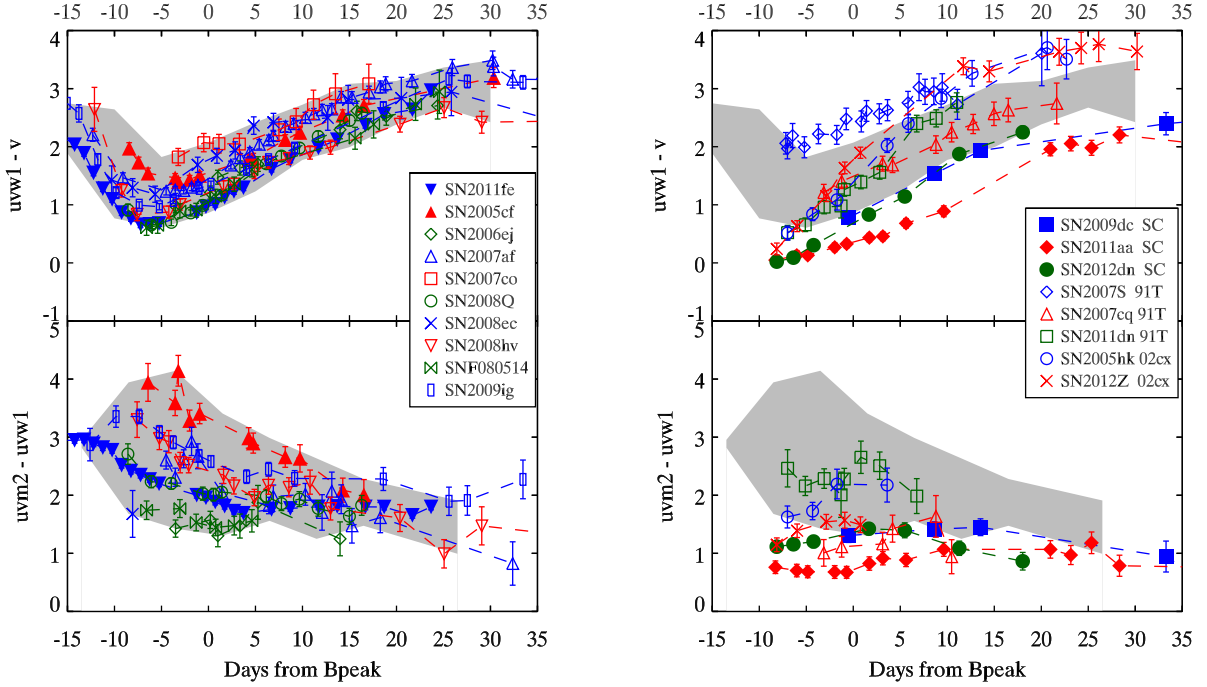 -15 -10 -5 0 5 10 15 20 25 30 35
4
3
2
1
0
-1
uvw1 - v
SN2011fe
SN2005cf
SN2006ej
SN2007af
SN2007co
SN2008Q
SN2008ec
SN2008hv
SNF080514
SN2009ig
5
4
3
2
1
0
uvm2 - uvw1
-15 -10 -5 0 5 10 15 20 25 30 35
Days from Bpeak
-15 -10 -5 0 5 10 15 20 25 30 35
4
3
2
1
0
-1
uvw1 - v
SN2009dc SC
SN2011aa SC
SN2012dn SC
SN2007S 91T
SN2007cq 91T
SN2011dn 91T
SN2005hk 02cx
SN2012Z 02cx
5
4
3
2
1
0
uvm2 - uvw1
-15 -10 -5 0 5 10 15 20 25 30 35
Days from Bpeak